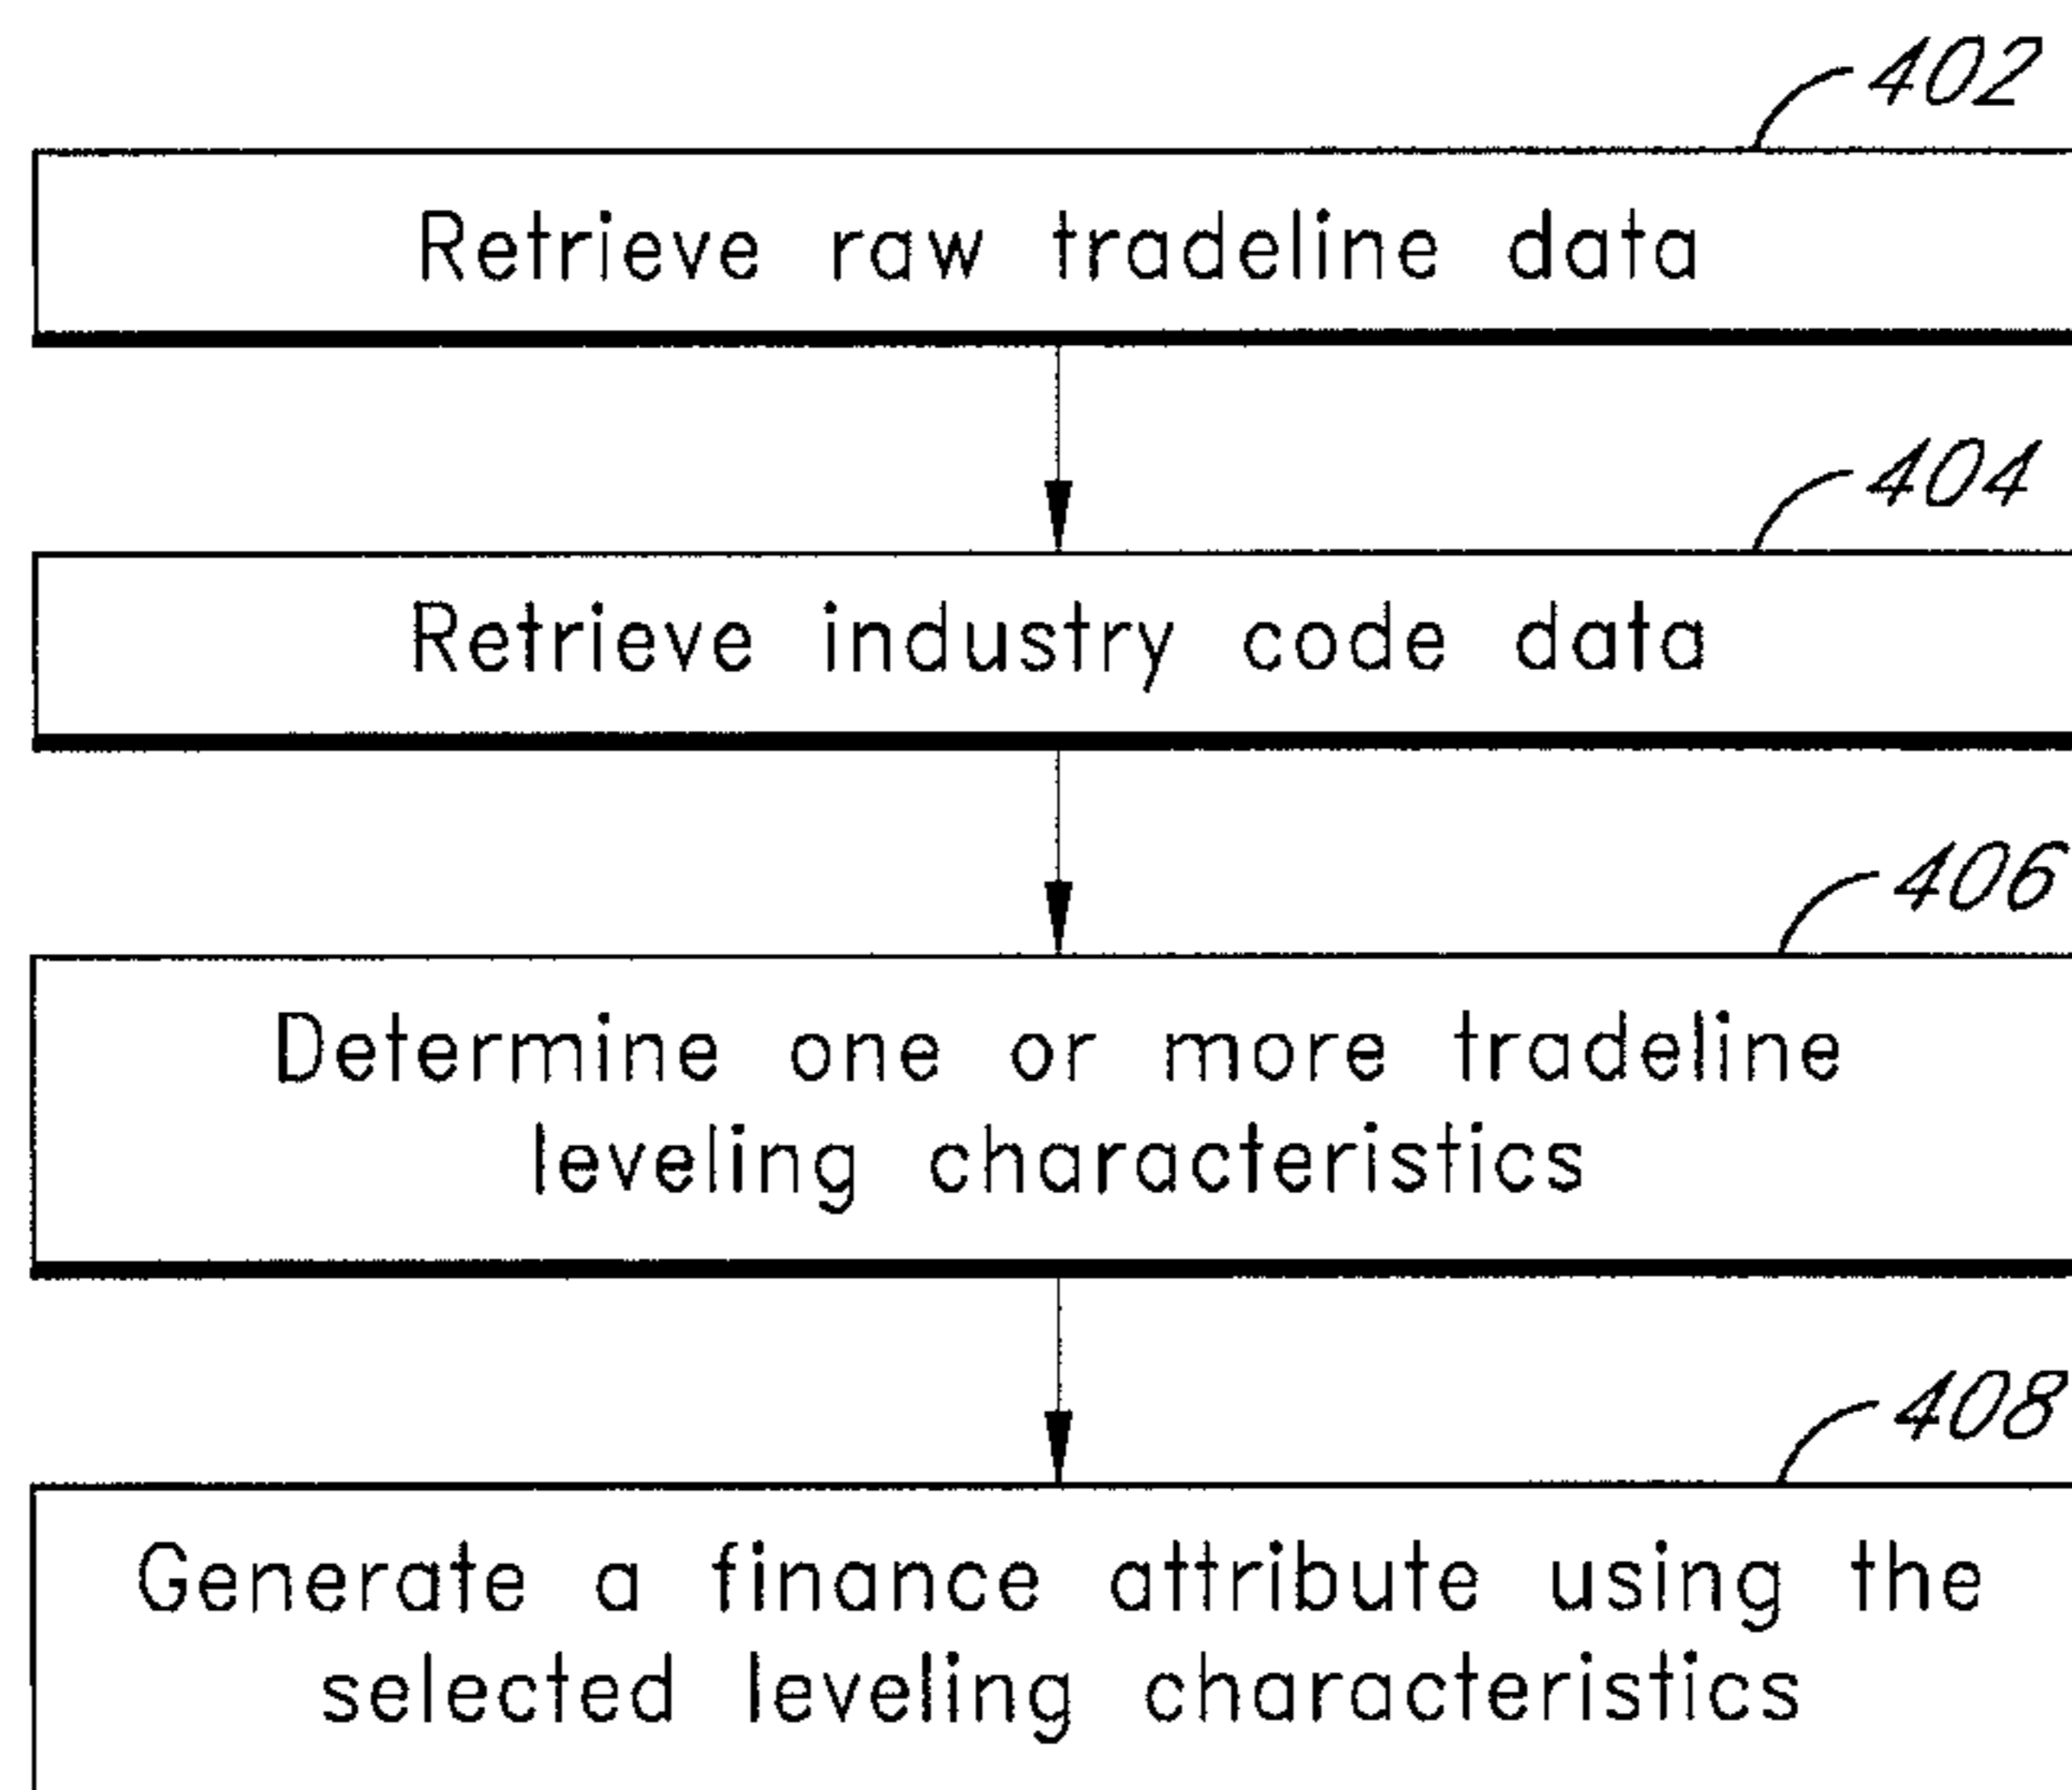 402
Retrieve raw tradeline data
404
Retrieve industry code data
406
Determine one or more tradeline
leveling characteristics
408
Generate a finance attribute using the
selected leveling characteristics